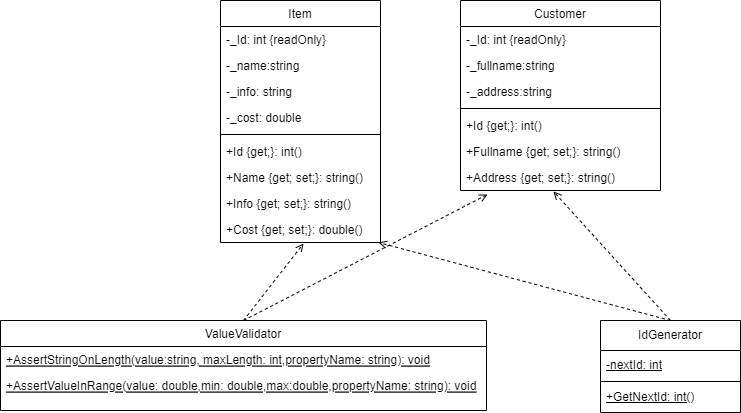 Item
-_Id: int {readOnly}
-_name:string
-_info: string
-_cost: double
+Id {get;}: int()
+Name {get; set;}: string()
+Info {get; set;}: string()
+Cost {get; set;}: double()
Customer
-_Id: int {readOnly}
-_fullname:string
-_address:string
+Id {get;}: int()
+Fullname {get; set;}: string()
+Address {get; set;}: string()
ValueValidator
+AssertStringOnLength(value:string, maxLength: int,propertyName: string): void
+AssertValueInRange(value: double,min: double,max:double,propertyName: string): void
IdGenerator
-nextId: int
+GetNextId: int()